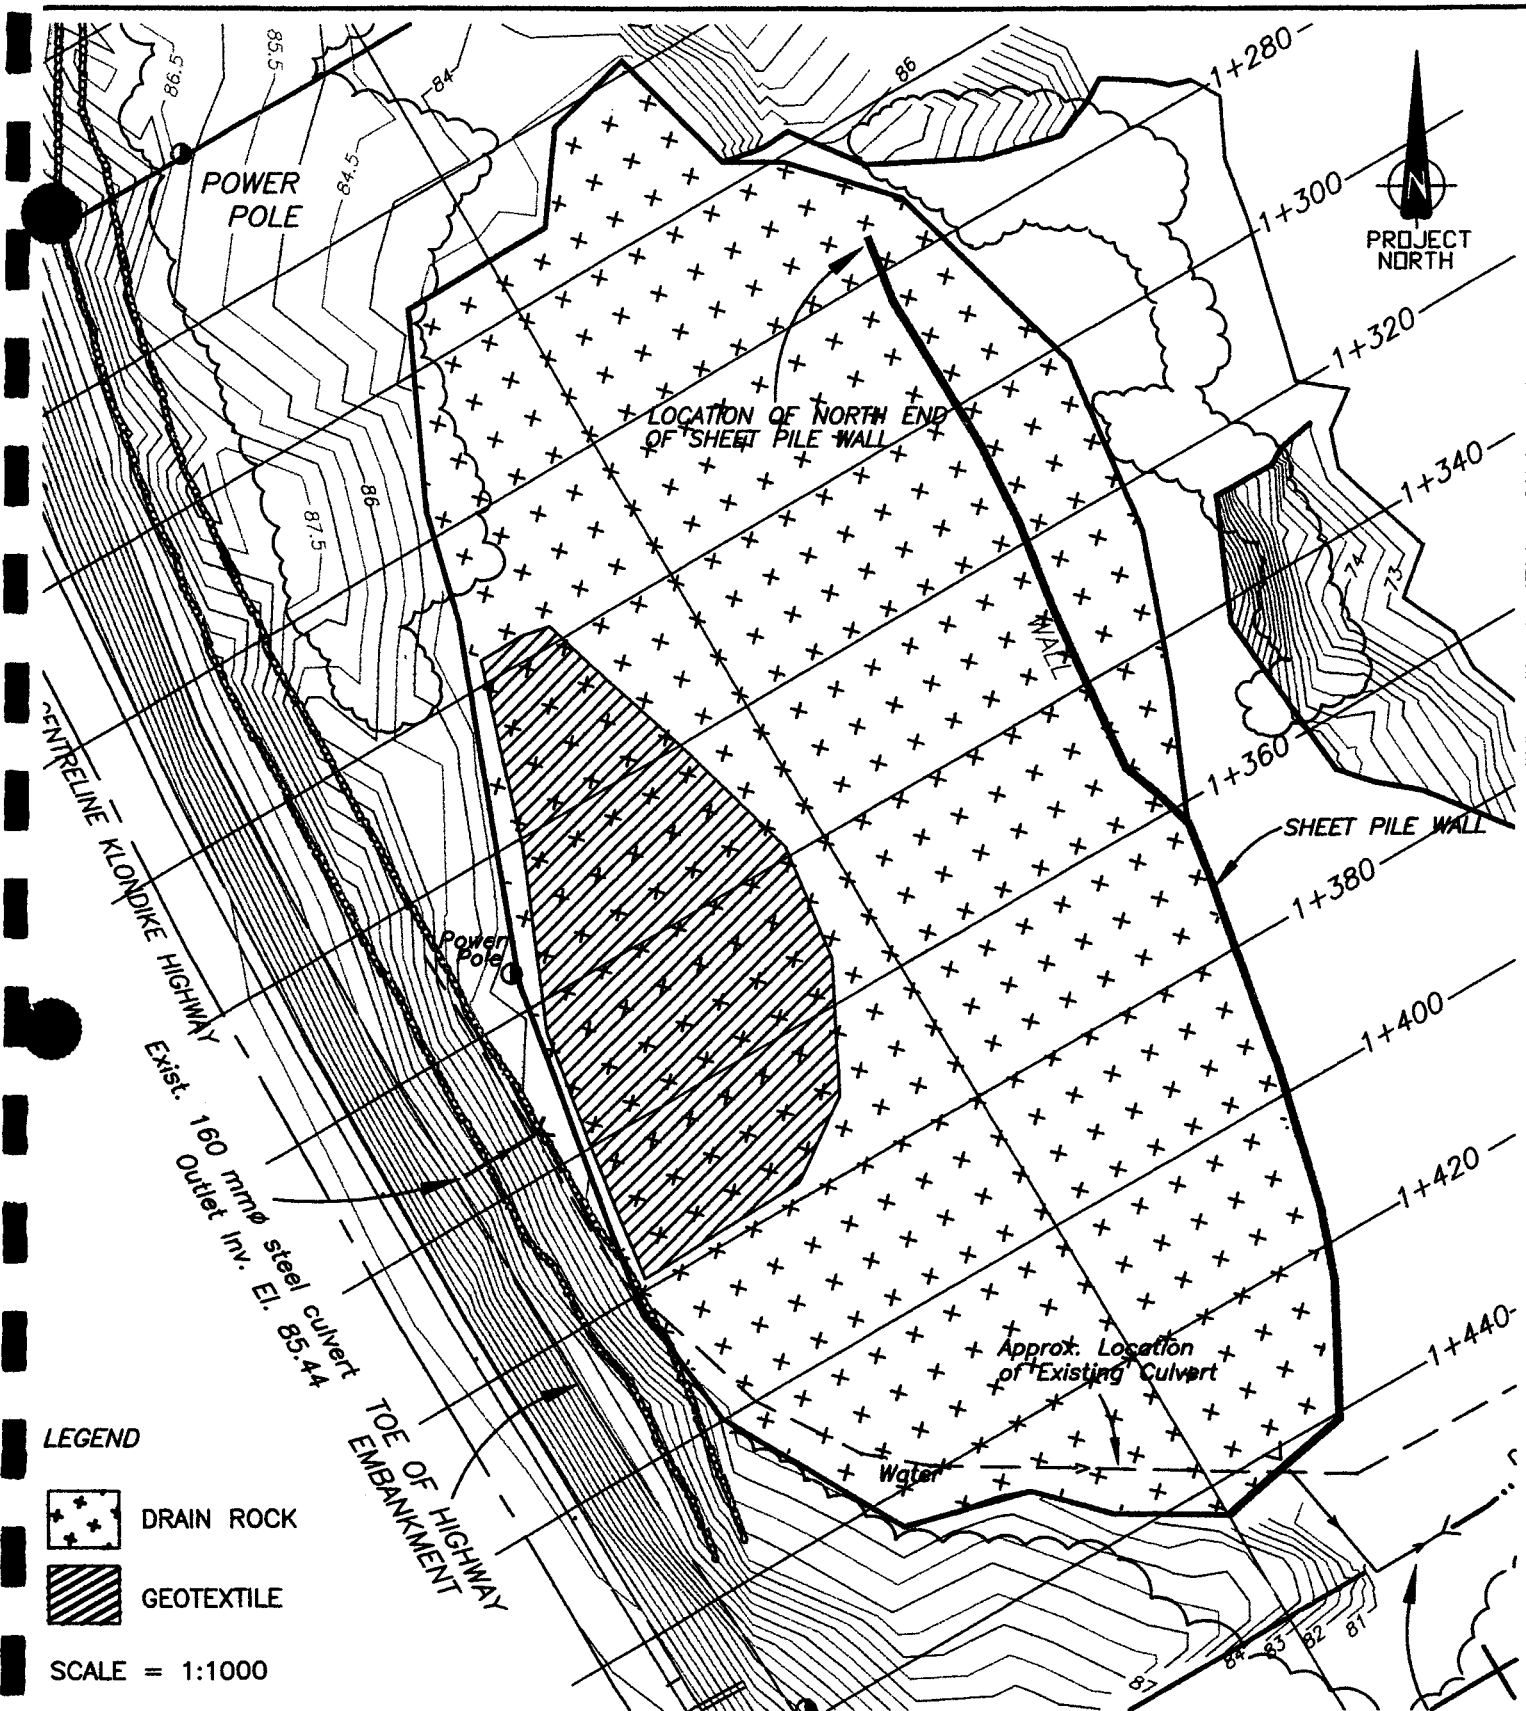 86.5
85.5
84
84.5
86
1+280
POWER
POLE
1+300
N
PROJECT
NORTH
1+320
LOCATION OF NORTH END
OF SHEET PILE WALL
1+340
86
87.5
74
73
WALL
1+360
SHEET PILE WALL
CENTRELINE KLONDIKE HIGHWAY
1+380
Power
Pole
1+400
Exist. 160 mmø steel culvert
Outlet Inv. El. 85.44
1+420
1+440
Approx. Location
of Existing Culvert
TOE OF HIGHWAY
EMBANKMENT
Water
LEGEND
DRAIN ROCK
GEOTEXTILE
SCALE = 1:1000
87
84
83
82
81